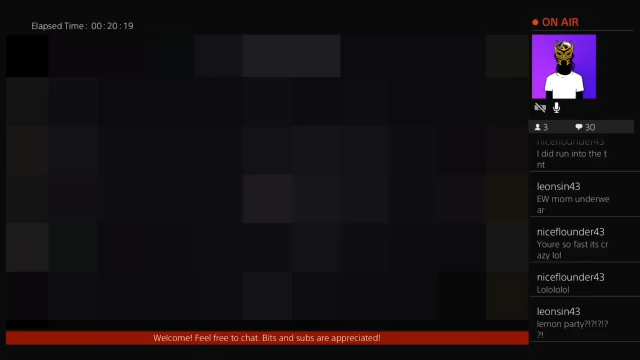 Elapsed Time: 00:20:19
ON AIR
3 30
niceflounder43
I did run into the t
nt
leonsin43
EW mom underwe
ar
niceflounder43
Youre so fast its cr
azy lol
niceflounder43
Lolololol
leonsin43
lemon party?!?!?!?
?!
Welcome! Feel free to chat. Bits and subs are appreciated!